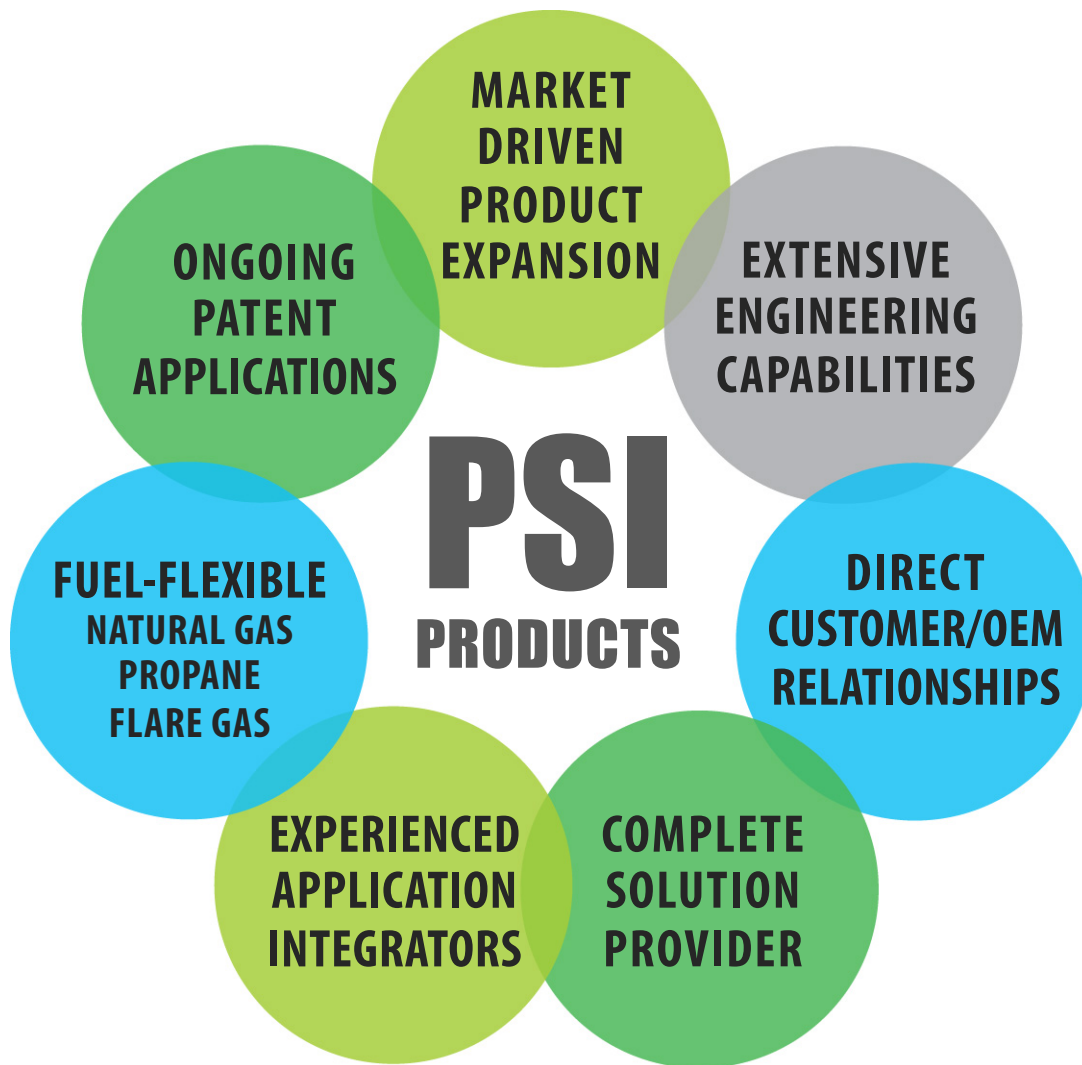 MARKET
DRIVEN
PRODUCT
EXPANSION
EXTENSIVE
ENGINEERING
CAPABILITIES
DIRECT
CUSTOMER/OEM
RELATIONSHIPS
COMPLETE
SOLUTION
PROVIDER
EXPERIENCED
APPLICATION
INTEGRATORS
FUEL-FLEXIBLE
NATURAL GAS
PROPANE
FLARE GAS
ONGOING
PATENT
APPLICATIONS
PSI
PRODUCTS